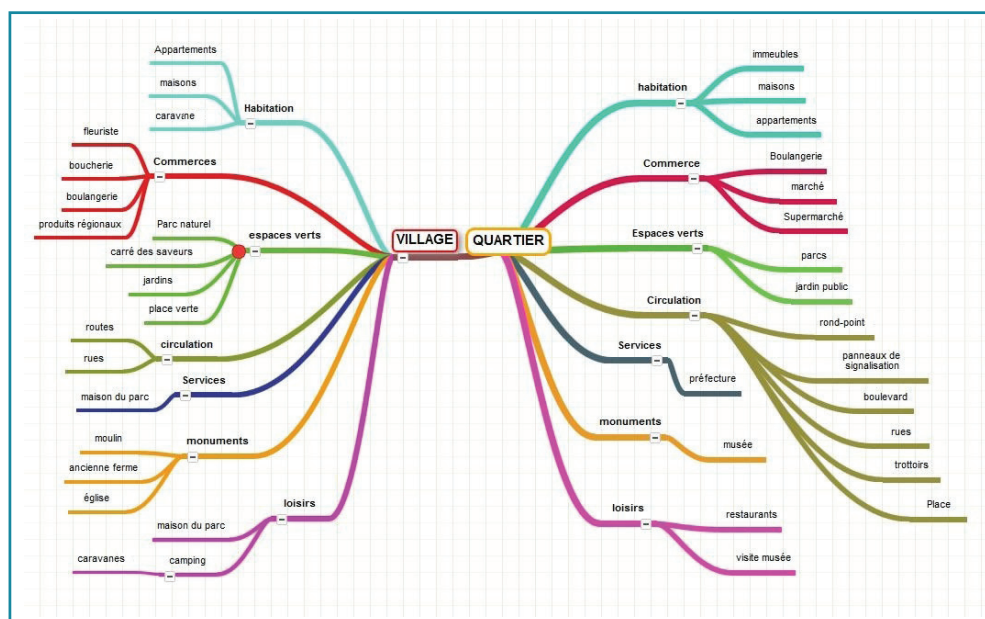 VILLAGE
QUARTIER
Habitation
Appartements
maisons
caravane
Commerces
fleuriste
boucherie
boulangerie
produits régionaux
espaces verts
Parc naturel
carré des saveurs
jardins
place verte
circulation
routes
rues
Services
maison du parc
monuments
moulin
ancienne ferme
église
loisirs
maison du parc
camping
caravanes
habitation
immeubles
maisons
appartements
Commerce
Boulangerie
marché
Supermarché
Espaces verts
parcs
jardin public
Circulation
rond-point
panneaux de
signalisation
boulevard
rues
trottoirs
Place
Services
préfecture
monuments
musée
loisirs
restaurants
visite musée